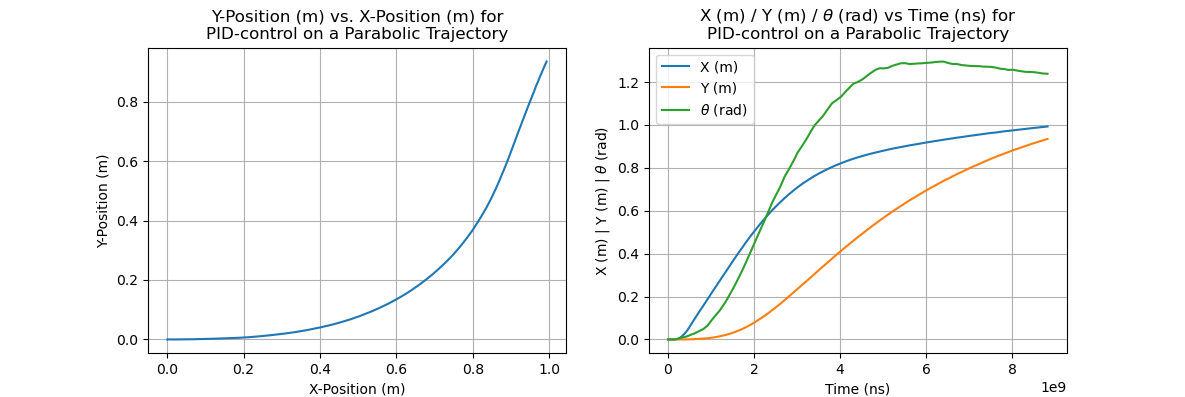 Y-Position (m) vs. X-Position (m) for
PID-control on a Parabolic Trajectory
Y-Position (m)
0.8
0.6
0.4
0.2
0.0
0.0 0.2 0.4 0.6 0.8 1.0
X-Position (m)
X (m) / Y (m) / θ (rad) vs Time (ns) for
PID-control on a Parabolic Trajectory
X (m) | Y (m) | θ (rad)
1.2
1.0
0.8
0.6
0.4
0.2
0.0
X (m)
Y (m)
θ (rad)
0 2 4 6 8
1e9
Time (ns)